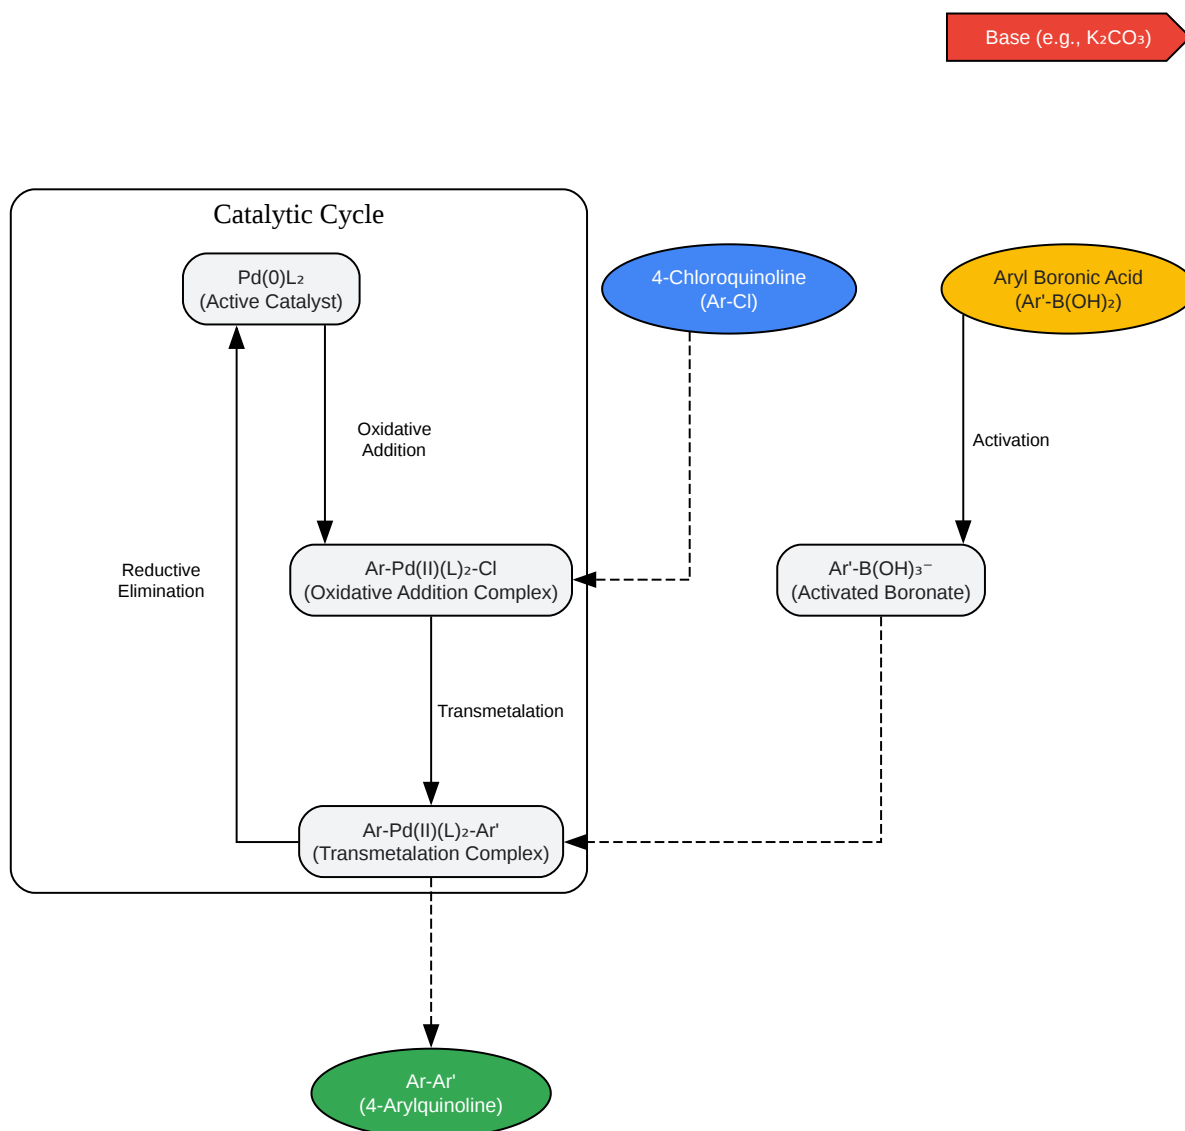 Base (e.g., K₂CO₃)
Catalytic Cycle
Pd(0)L₂
(Active Catalyst)
4-Chloroquinoline
(Ar-Cl)
Aryl Boronic Acid
(Ar'-B(OH)₂)
Oxidative
Addition
Activation
Reductive
Elimination
Ar-Pd(II)(L)₂-Cl
(Oxidative Addition Complex)
Ar'-B(OH)₃⁻
(Activated Boronate)
Transmetalation
Ar-Pd(II)(L)₂-Ar'
(Transmetalation Complex)
Ar-Ar'
(4-Arylquinoline)